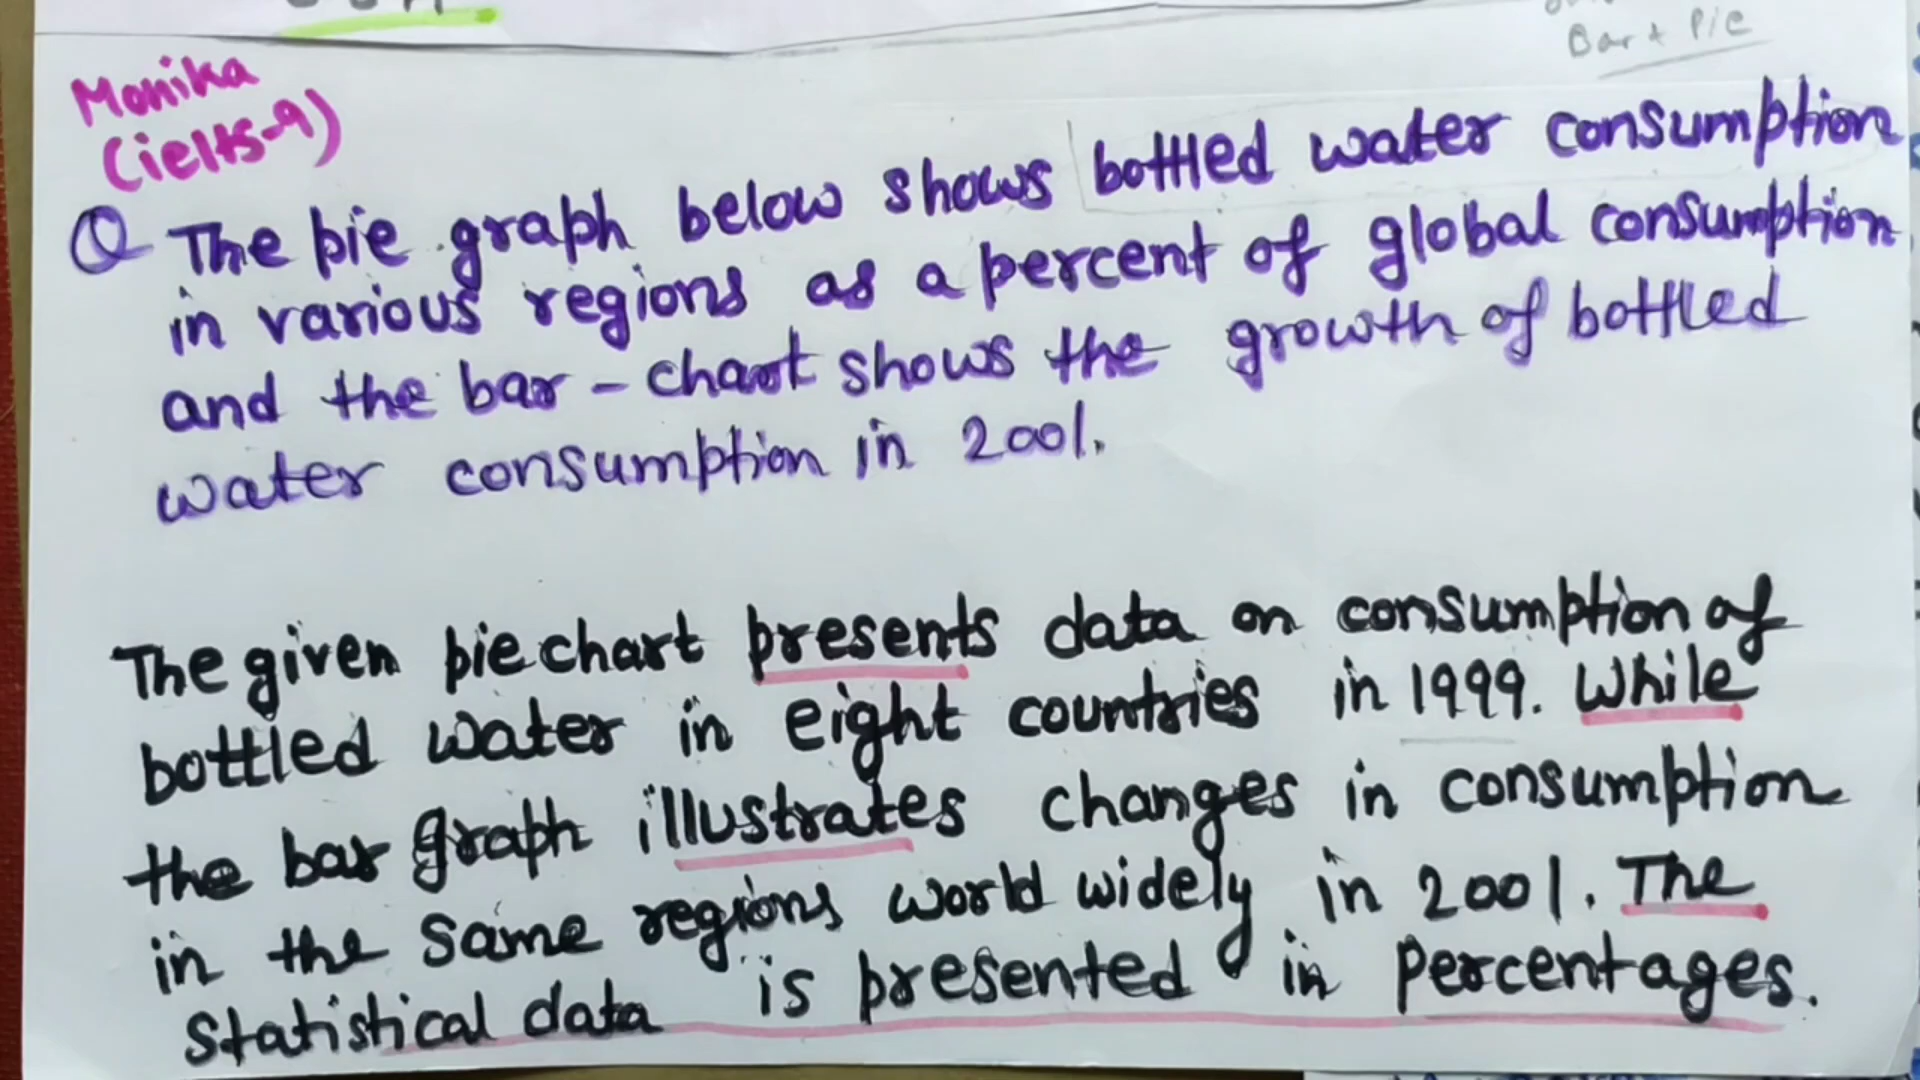 Bar + Pie
Monika
(ielts-9)
Q The pie graph below shows bottled water consumption
in various regions as a percent of global consumption
and the bar-chart shows the growth of bottled
water consumption in 2001.
The given pie chart presents data on consumption of
bottled water in eight countries in 1999. While
the bar graph illustrates changes in consumption
in the same regions world widely in 2001. The
statistical data is presented in percentages.